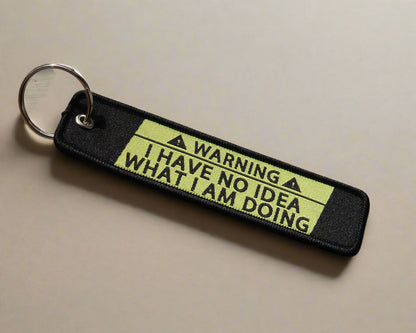 ⚠ WARNING ⚠
I HAVE NO IDEA
WHAT I AM DOING